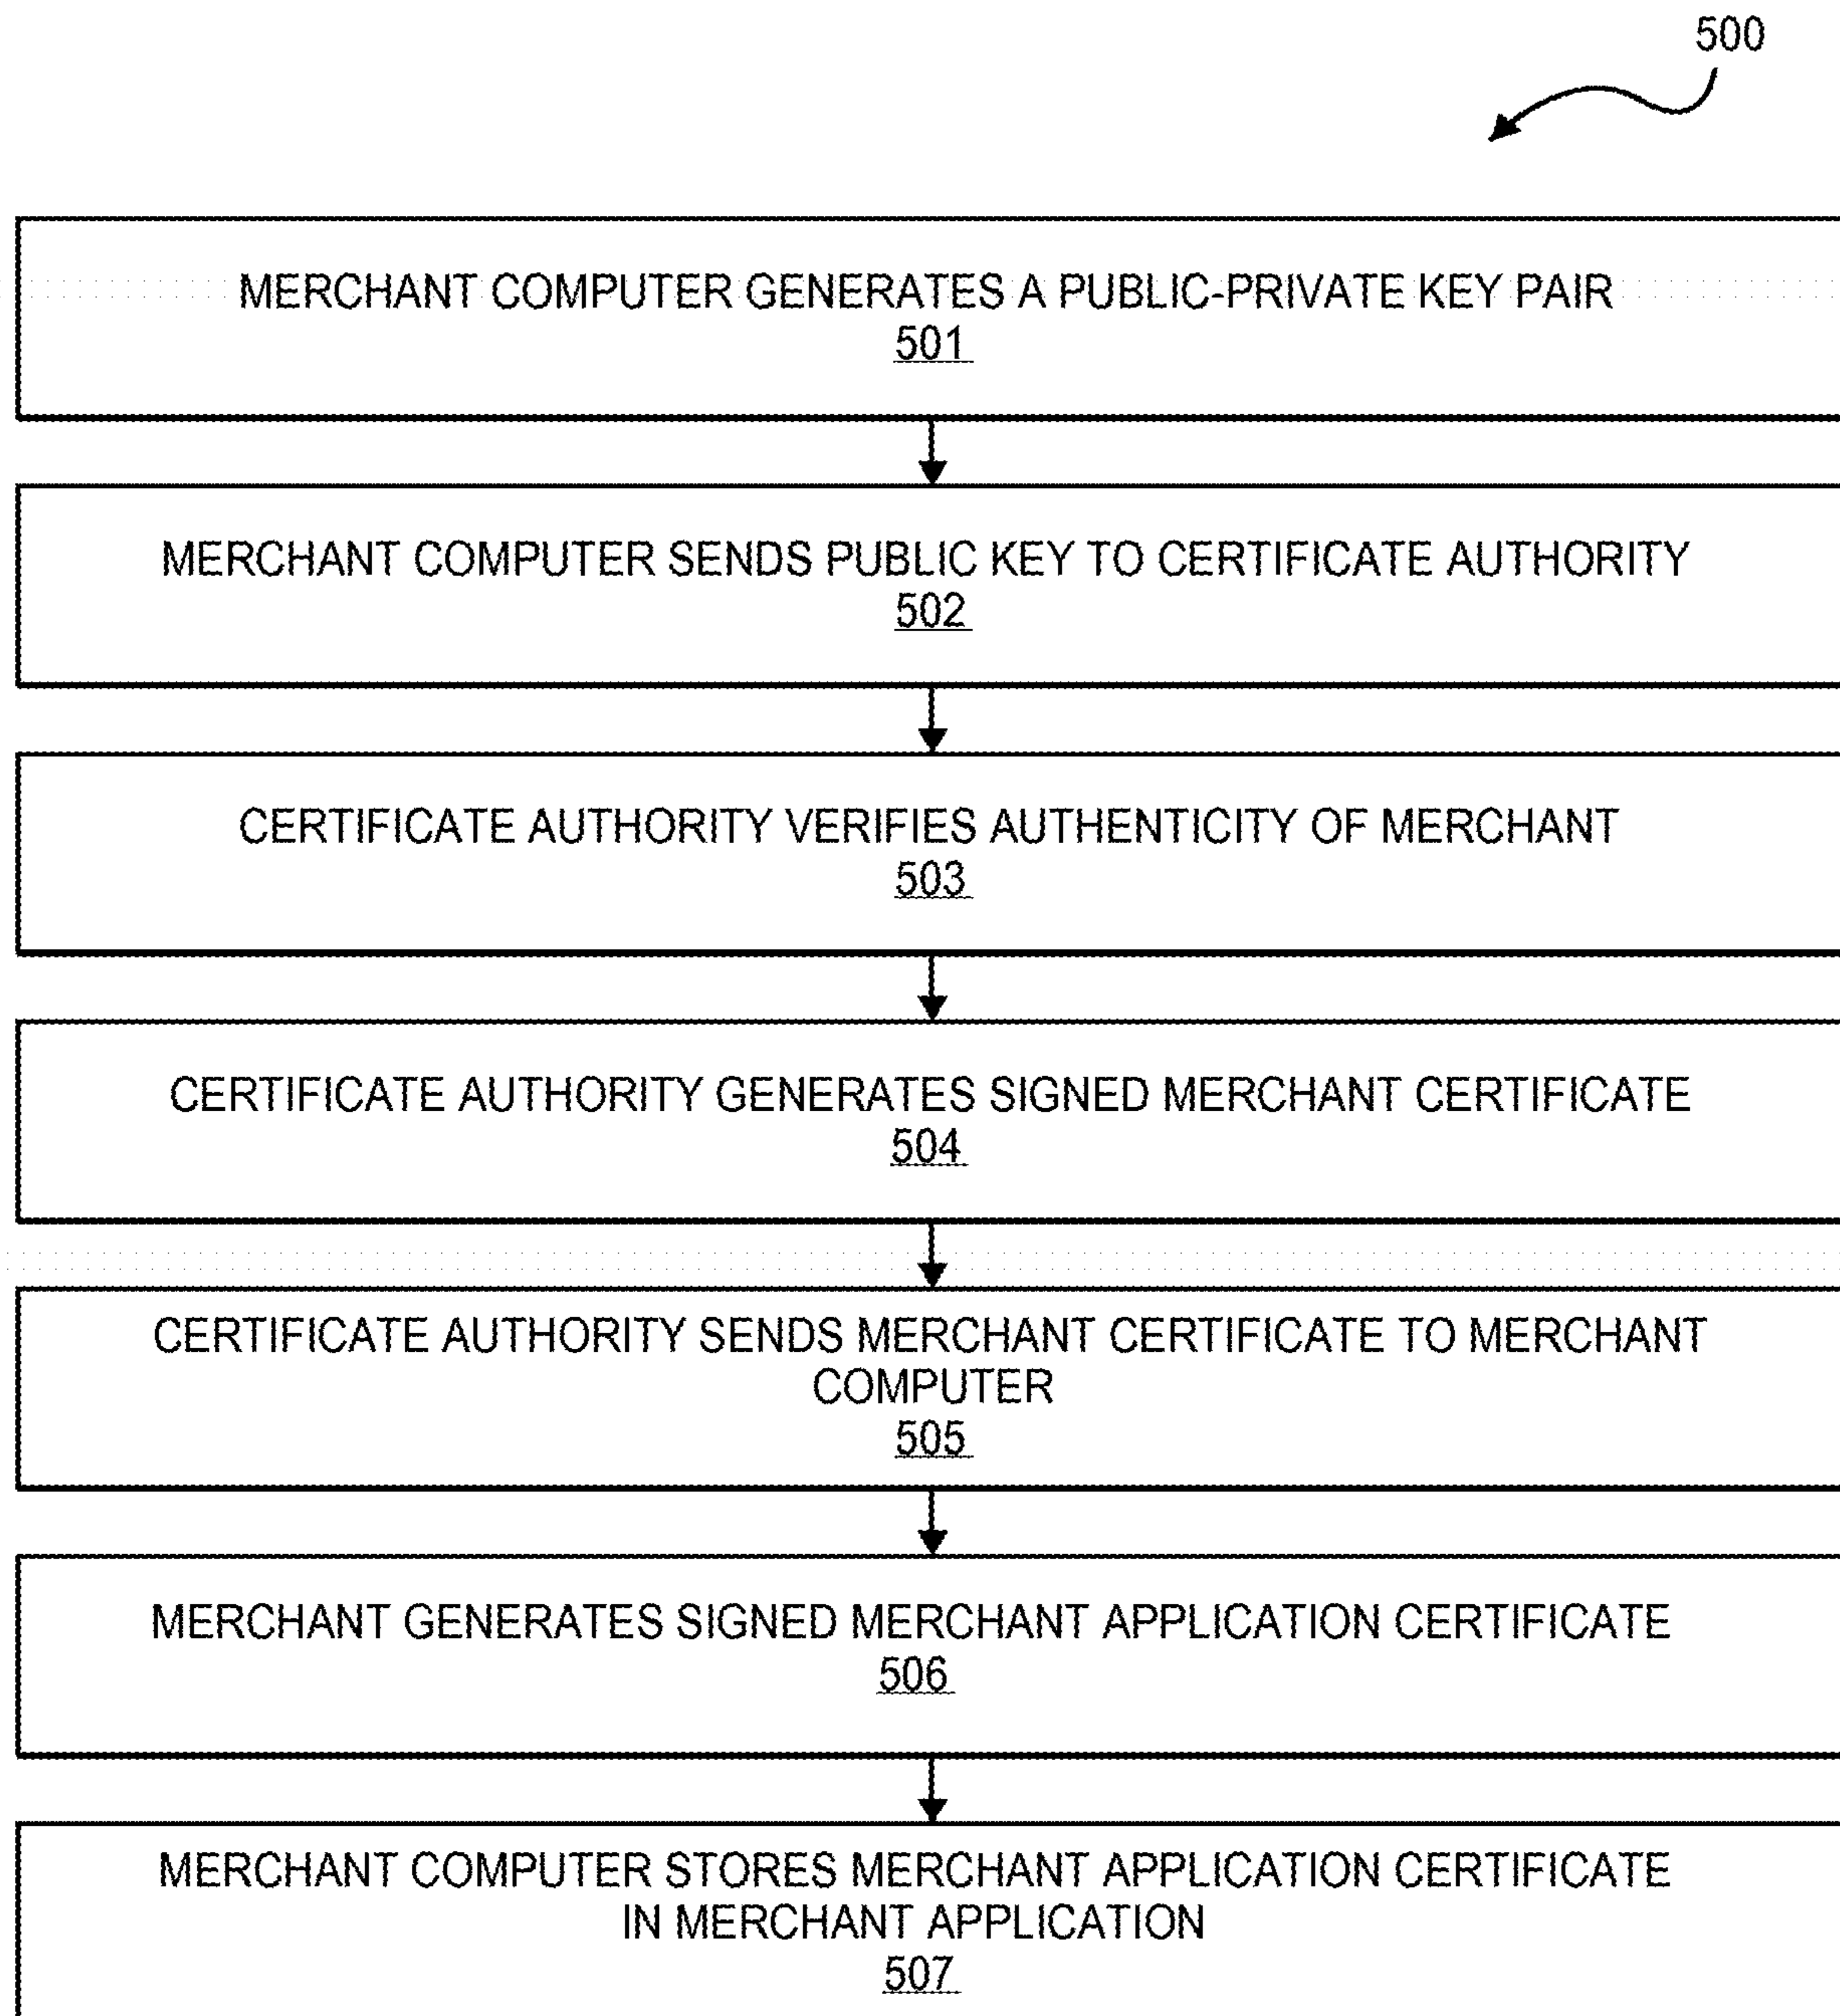 500
MERCHANT COMPUTER GENERATES A PUBLIC-PRIVATE KEY PAIR
501
MERCHANT COMPUTER SENDS PUBLIC KEY TO CERTIFICATE AUTHORITY
502
CERTIFICATE AUTHORITY VERIFIES AUTHENTICITY OF MERCHANT
503
CERTIFICATE AUTHORITY GENERATES SIGNED MERCHANT CERTIFICATE
504
CERTIFICATE AUTHORITY SENDS MERCHANT CERTIFICATE TO MERCHANT
COMPUTER
505
MERCHANT GENERATES SIGNED MERCHANT APPLICATION CERTIFICATE
506
MERCHANT COMPUTER STORES MERCHANT APPLICATION CERTIFICATE
IN MERCHANT APPLICATION
507